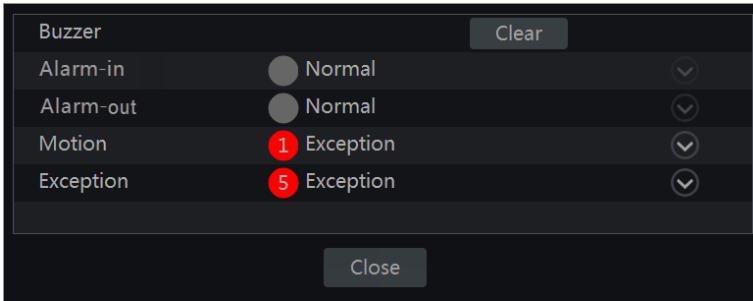 Buzzer Clear
Alarm-in Normal
Alarm-out Normal
Motion 1 Exception
Exception 5 Exception
Close